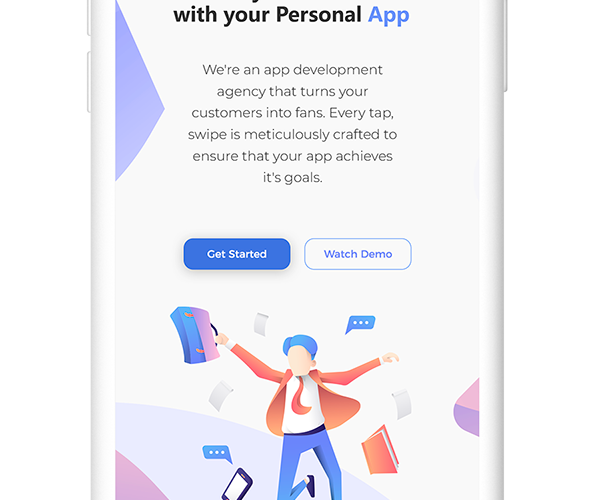 with your Personal App
We're an app development
agency that turns your
customers into fans. Every tap,
swipe is meticulously crafted to
ensure that your app achieves
it's goals.
Get Started
Watch Demo